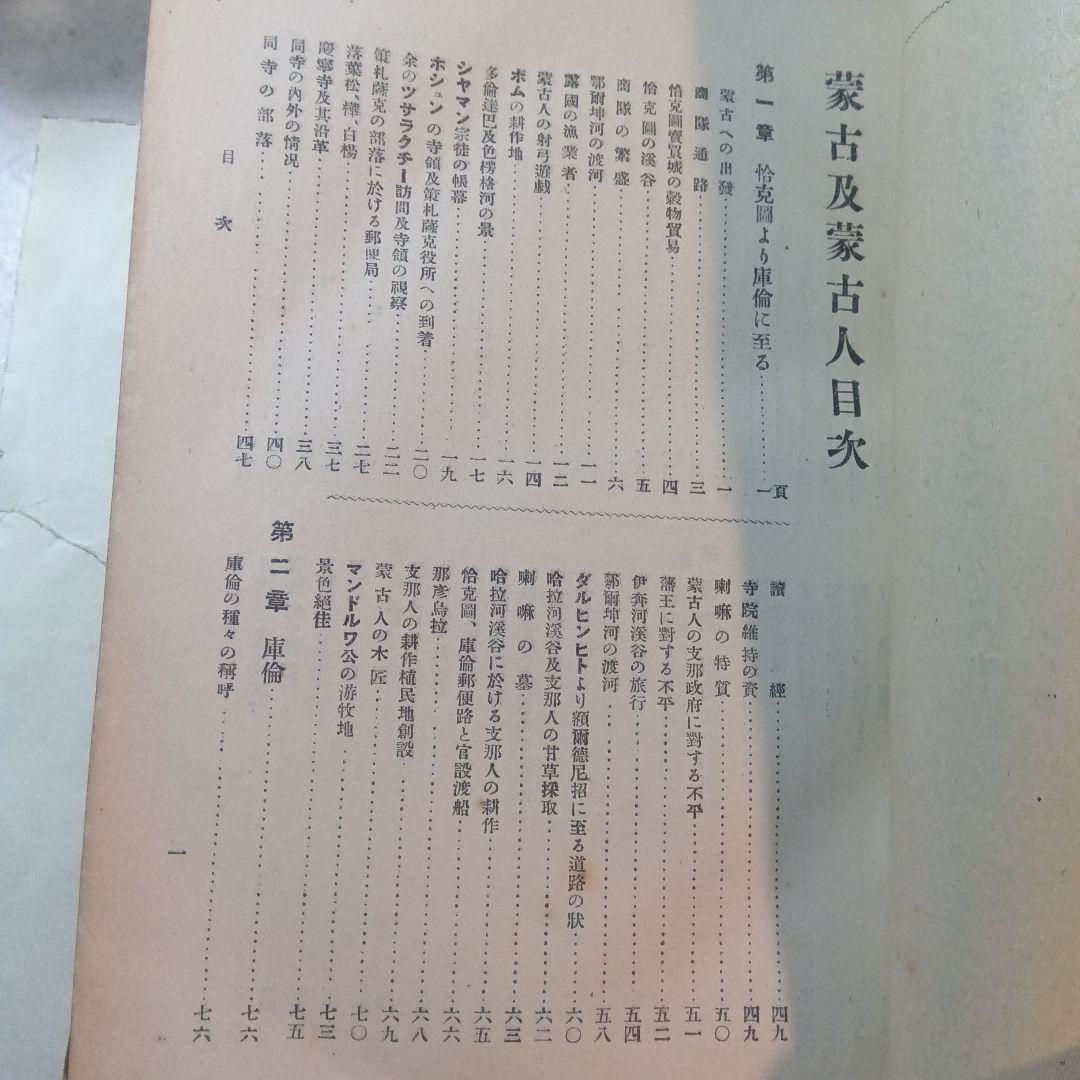 蒙古及蒙古人目次
頁
第一章 恰克圖より庫倫に至る……一
蒙古への出發……一
商隊通路……三
恰克圖賣買城の穀物貿易……四
恰克圖の溪谷……五
商隊の繁盛……六
鄂爾坤河の渡河……一一
露國の漁業者……一二
蒙古人の射弓遊戯……一四
ボムの耕作地……一六
多倫達巴及色楞格河の景……一七
シヤマン宗徒の帳幕……一九
ホシュンの寺領及策札薩克役所への到着……二〇
余のツサラクチー訪問及寺領の視察……二二
策札薩克の部落に於ける郵便局……二七
落葉松、樺、白楊……三七
慶寧寺及其沿革……三八
同寺の內外の情況……四〇
同寺の部落……四七
讀經……四九
寺院維持の資……四九
喇嘛の特質……五〇
蒙古人の支那政府に對する不平……五一
藩王に對する不平……五二
伊奔河溪谷の旅行……五四
鄂爾坤河の渡河……五八
ダルヒンヒトより額爾德尼招に至る道路の狀……六〇
哈拉河溪谷及支那人の甘草採取……六二
喇嘛の墓……六三
哈拉河溪谷に於ける支那人の耕作……六五
恰克圖、庫倫郵便路と官設渡船……六六
那彥烏拉……六八
支那人の耕作植民地創設……六九
蒙古人の木匠……七〇
マンドルワ公の游牧地……七三
景色絕佳……七五
第二章 庫倫……七六
庫倫の種々の稱呼……七六
目次
一